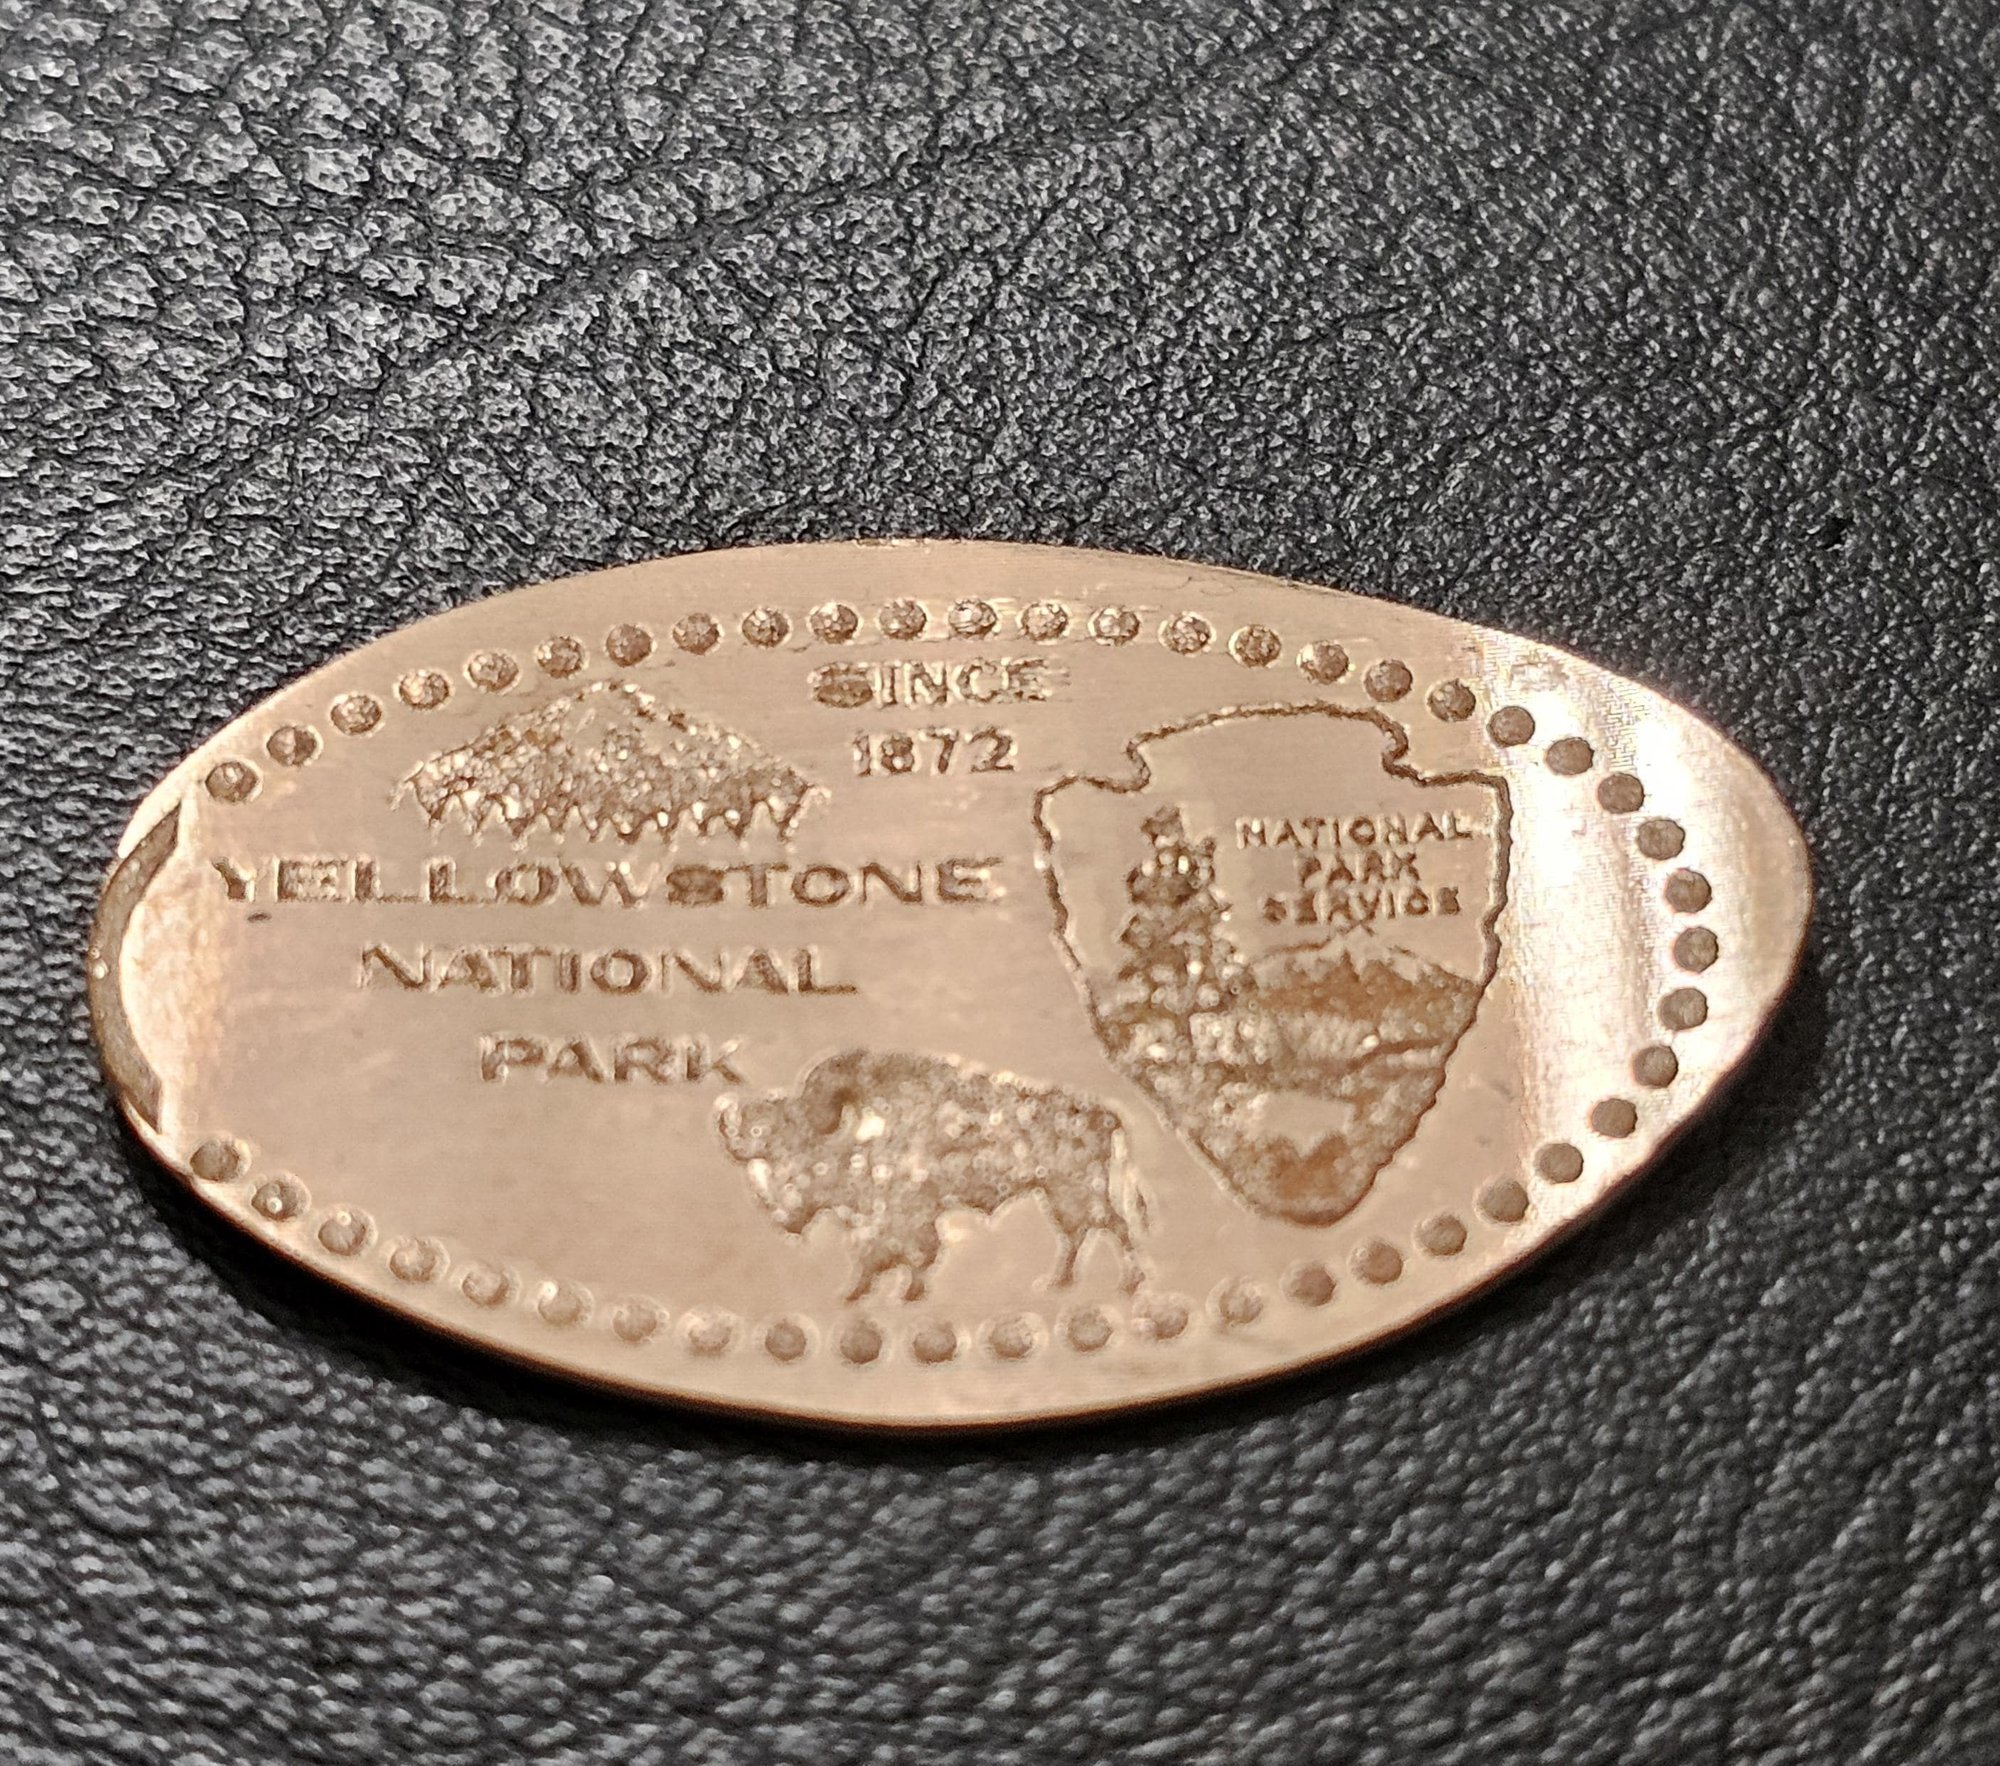 SINCE
1872
YELLOWSTONE
NATIONAL
PARK
NATIONAL
PARK
SERVICE